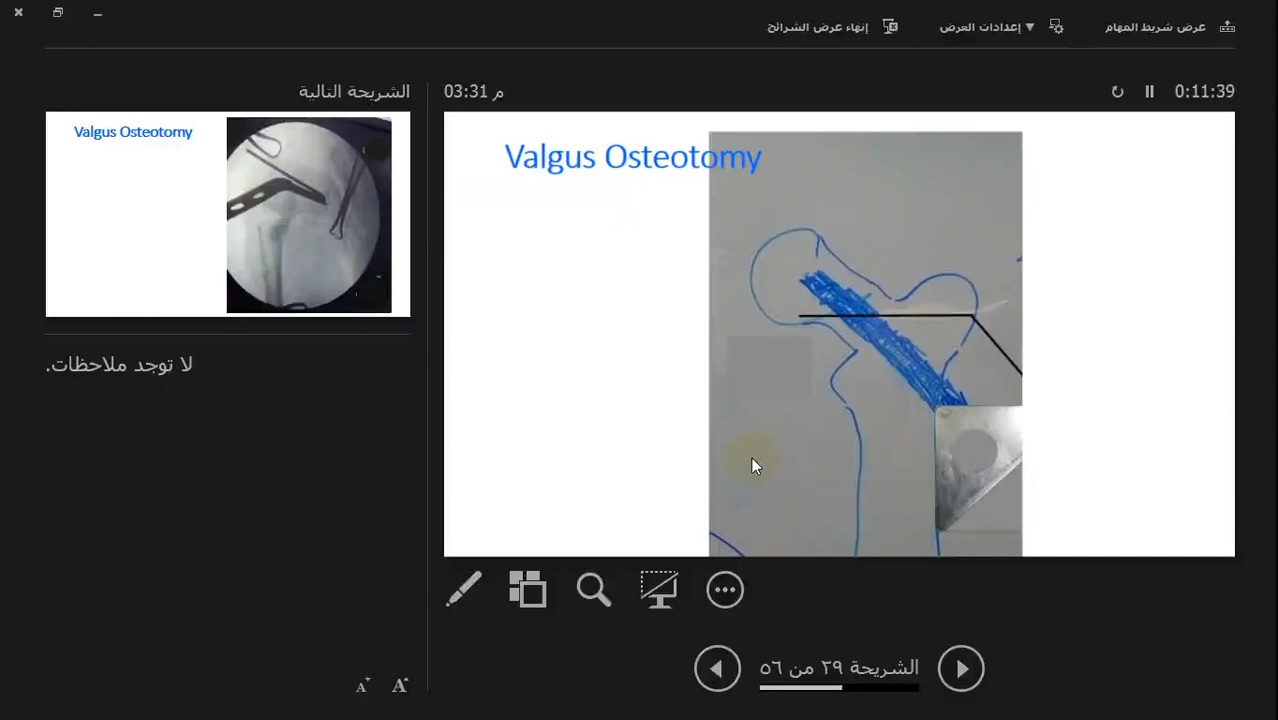 عرض شريط المهام
إعدادات العرض ▼
إنهاء عرض الشرائح
0:11:39
03:31 م
الشريحة التالية
Valgus Osteotomy
Valgus Osteotomy
لا توجد ملاحظات.
الشريحة ٢٩ من ٥٦
A A